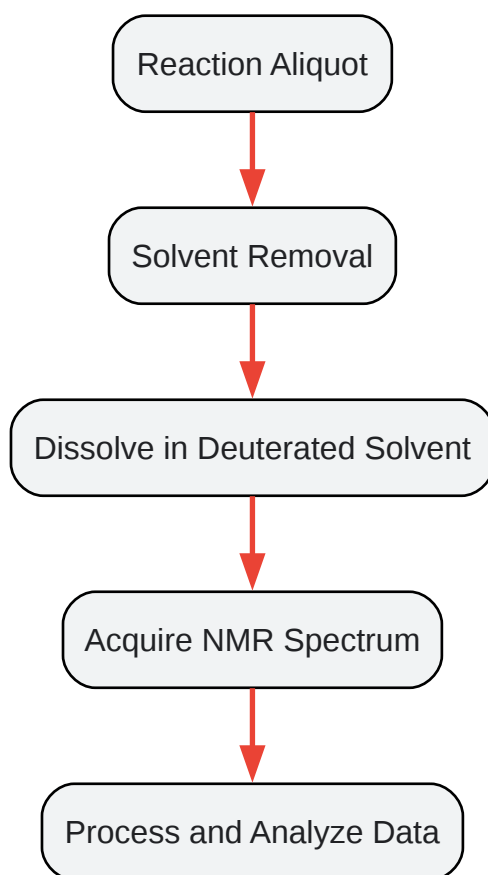 Reaction Aliquot
Solvent Removal
Dissolve in Deuterated Solvent
Acquire NMR Spectrum
Process and Analyze Data